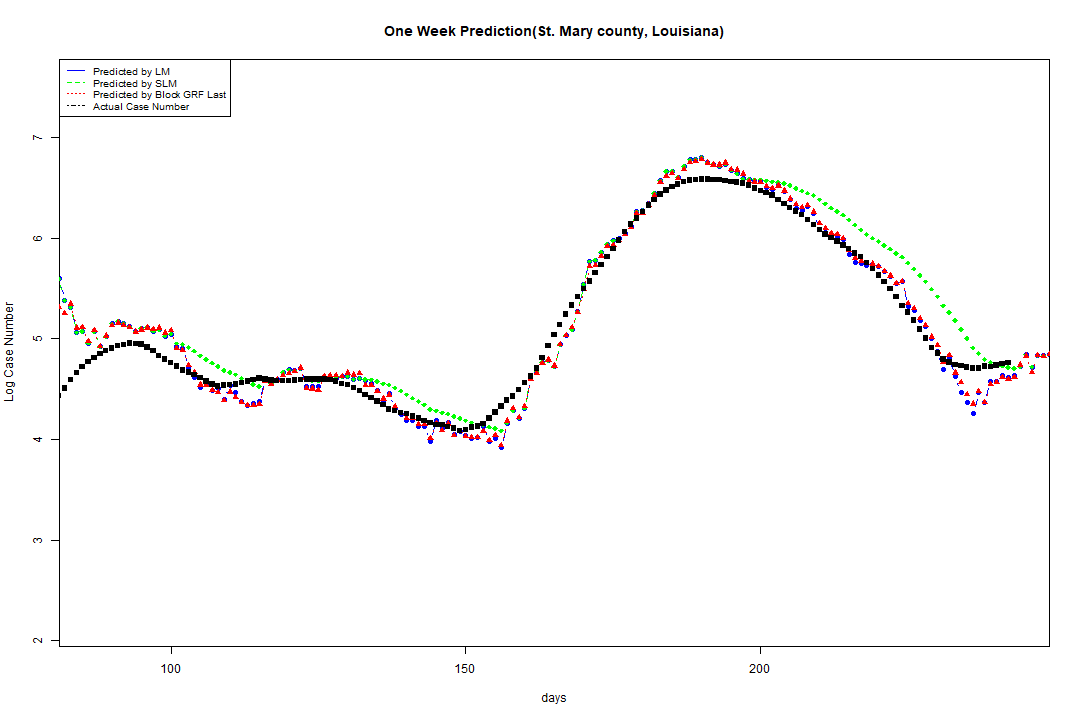 One Week Prediction(St. Mary county, Louisiana)
Predicted by LM
Predicted by SLM
Predicted by Block GRF Last
Actual Case Number
7
6
5
4
3
2
Log Case Number
100 150 200
days